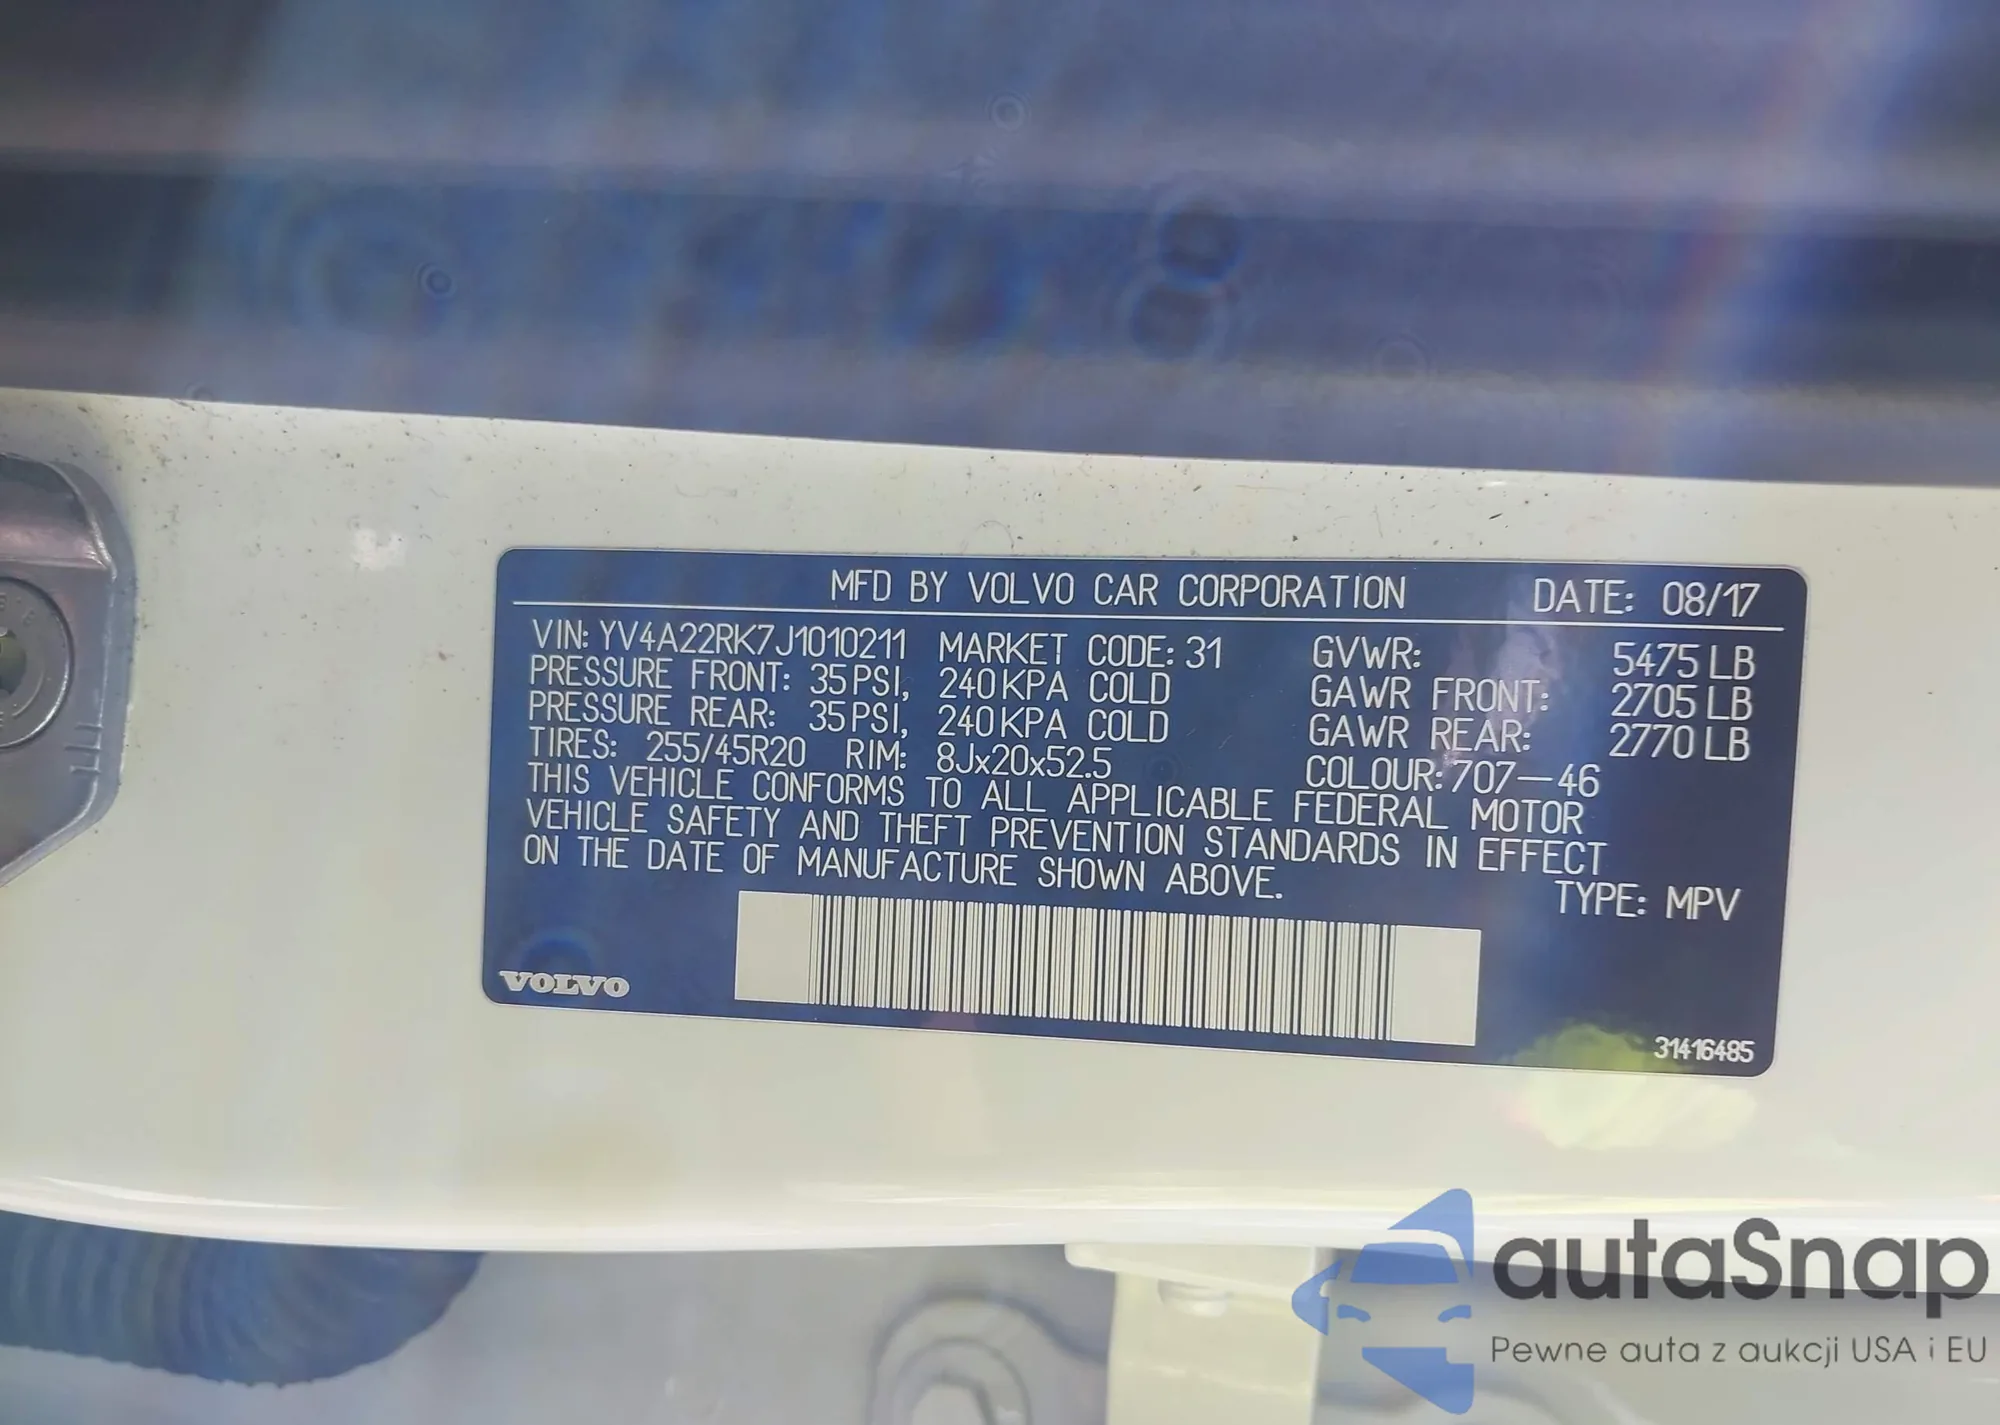 MFD BY VOLVO CAR CORPORATION DATE: 08/17
VIN: YV4A22RK7J1010211 MARKET CODE: 31 GVWR: 5475 LB
PRESSURE FRONT: 35 PSI, 240 KPA COLD GAWR FRONT: 2705 LB
PRESSURE REAR: 35 PSI, 240 KPA COLD GAWR REAR: 2770 LB
TIRES: 255/45R20 RIM: 8Jx20x52.5 COLOUR: 707-46
THIS VEHICLE CONFORMS TO ALL APPLICABLE FEDERAL MOTOR
VEHICLE SAFETY AND THEFT PREVENTION STANDARDS IN EFFECT
ON THE DATE OF MANUFACTURE SHOWN ABOVE. TYPE: MPV
VOLVO
31416485
autaSnap
Pewne auta z aukcji USA i EU